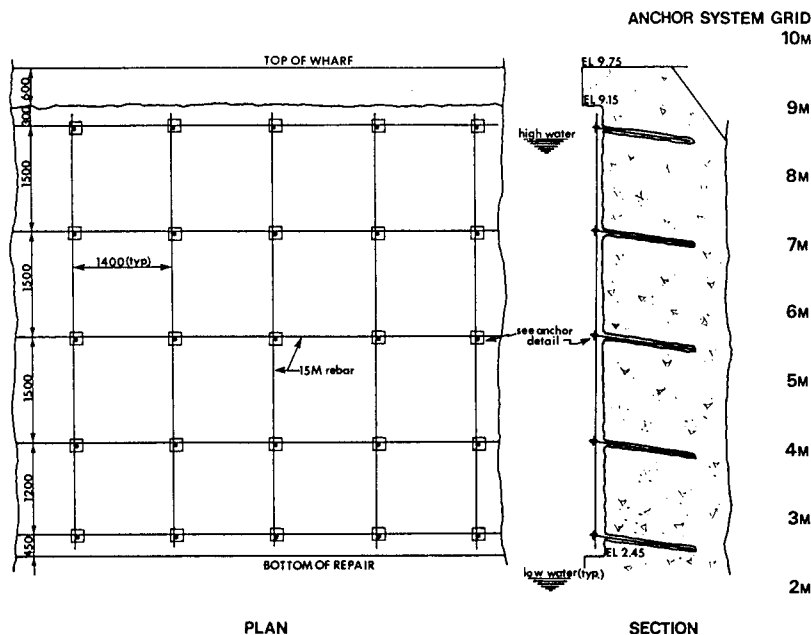 ANCHOR SYSTEM GRID
10M
TOP OF WHARF
EL 9.75
600
300
EL 9.15
9M
high water
1500
8M
7M
1400 (typ)
1500
6M
see anchor
detail
15M rebar
1500
5M
4M
1200
3M
450
EL 2.45
BOTTOM OF REPAIR
low water (typ.)
2M
PLAN
SECTION